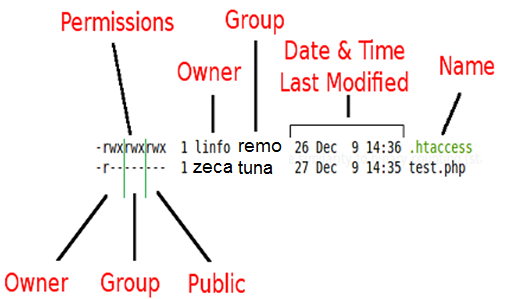 Permissions
Group
Owner
Date & Time
Last Modified
Name
-rwxrwxrwx 1 linfo remo 26 Dec 9 14:36 .htaccess
-r-------- 1 zeca tuna 27 Dec 9 14:35 test.php
Owner Group Public